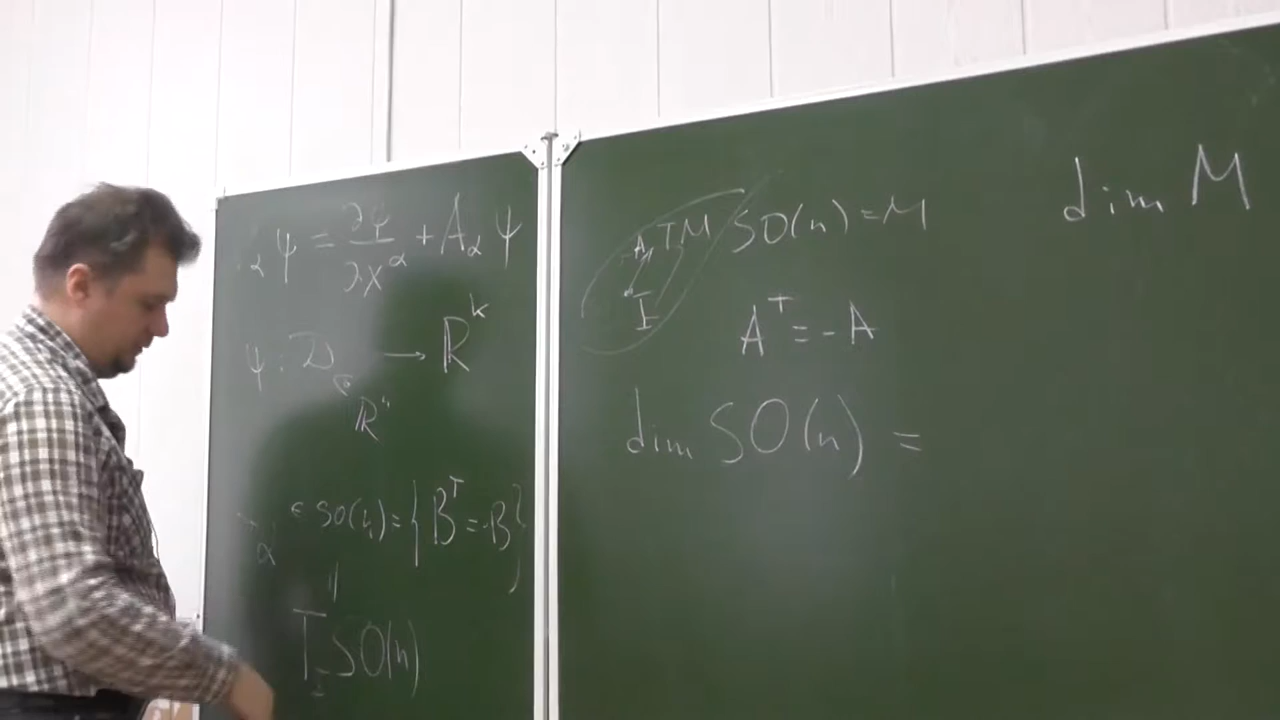 α ψ = ∂ψ/∂x^α + A_α ψ
ψ : D → ℝ^k
ℝ^n
α ∈ so(n) = { B^T = -B }
||
T_I SO(n)
A TM SO(n) = M
I
A^T = -A
dim SO(n) =
dim M